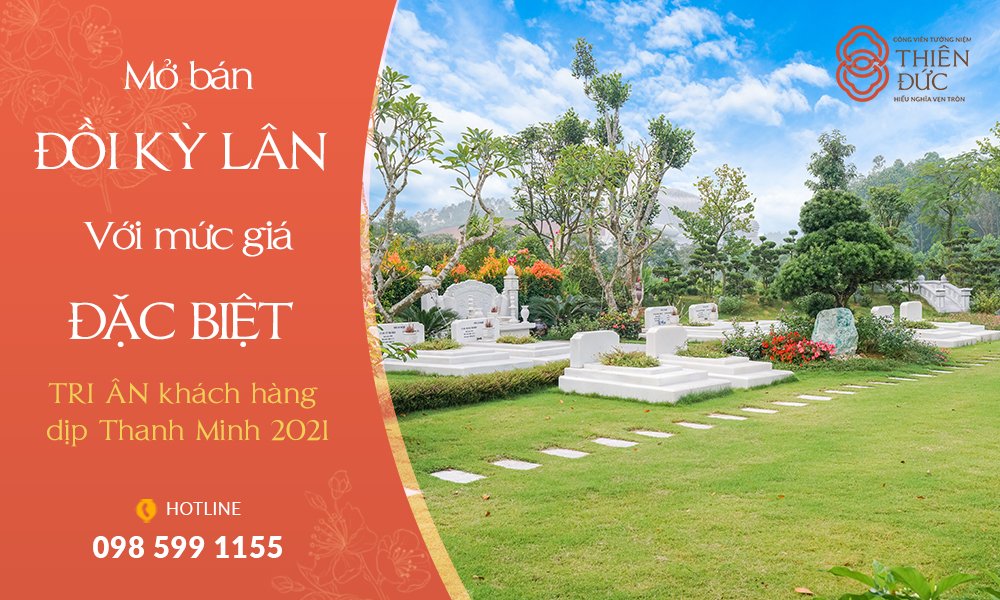 Mở bán
ĐỒI KỲ LÂN
Với mức giá
ĐẶC BIỆT
TRI ÂN khách hàng
dịp Thanh Minh 2021
HOTLINE
098 599 1155
CÔNG VIÊN TƯỞNG NIỆM
THIÊN
ĐỨC
HIẾU NGHĨA VẸN TRÒN